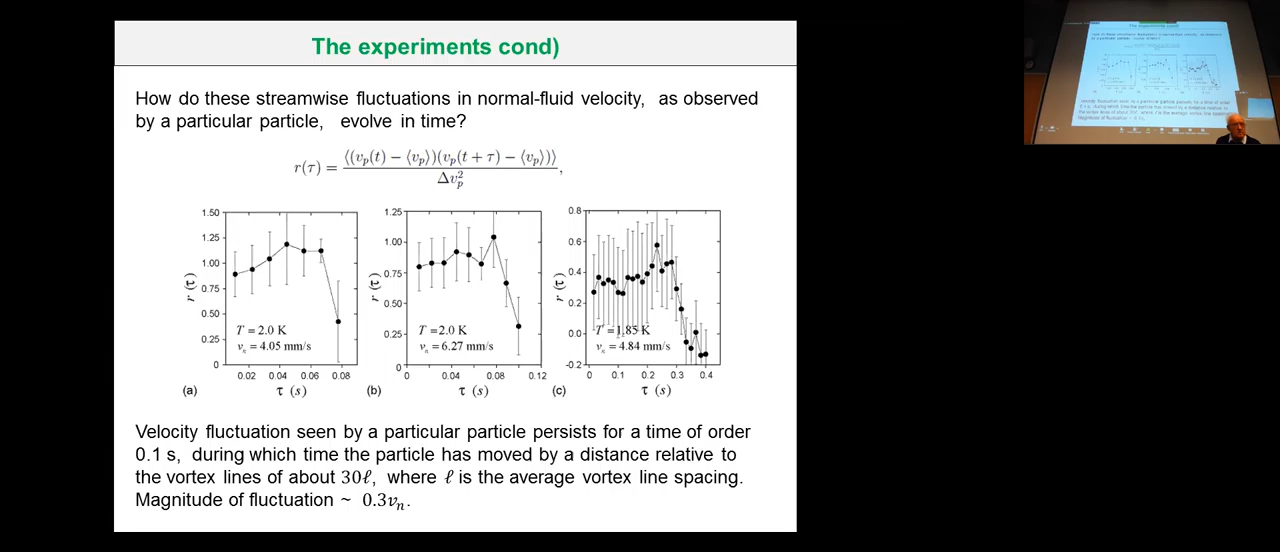 The experiments cond)
How do these streamwise fluctuations in normal-fluid velocity, as observed
by a particular particle, evolve in time?
r(τ) = ⟨(v_p(t) − ⟨v_p⟩)(v_p(t + τ) − ⟨v_p⟩)⟩ / Δv_p^2,
1.50
1.25
1.00
0.75
0.50
0.25
0
r (τ)
T = 2.0 K
v_n = 4.05 mm/s
0.02 0.04 0.06 0.08
(a) τ (s)
1.25
1.00
0.75
0.50
0.25
0
r (τ)
T = 2.0 K
v_n = 6.27 mm/s
0 0.04 0.08 0.12
(b) τ (s)
0.8
0.6
0.4
0.2
0.0
-0.2
r (τ)
T = 1.85 K
v_n = 4.84 mm/s
0 0.1 0.2 0.3 0.4
(c) τ (s)
Velocity fluctuation seen by a particular particle persists for a time of order
0.1 s, during which time the particle has moved by a distance relative to
the vortex lines of about 30ℓ, where ℓ is the average vortex line spacing.
Magnitude of fluctuation ~ 0.3v_n.